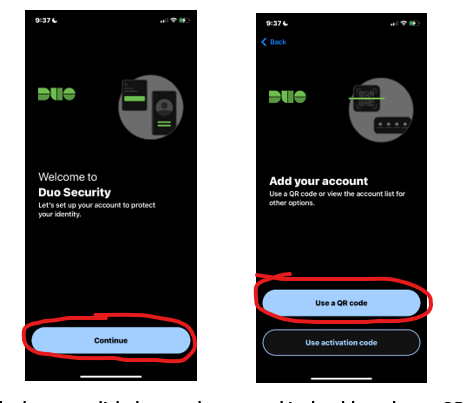 9:37
DUO
Welcome to
Duo Security
Let's set up your account to protect
your identity.
Continue
9:37
Back
DUO
Add your account
Use a QR code or view the account list for
other options.
Use a QR code
Use activation code